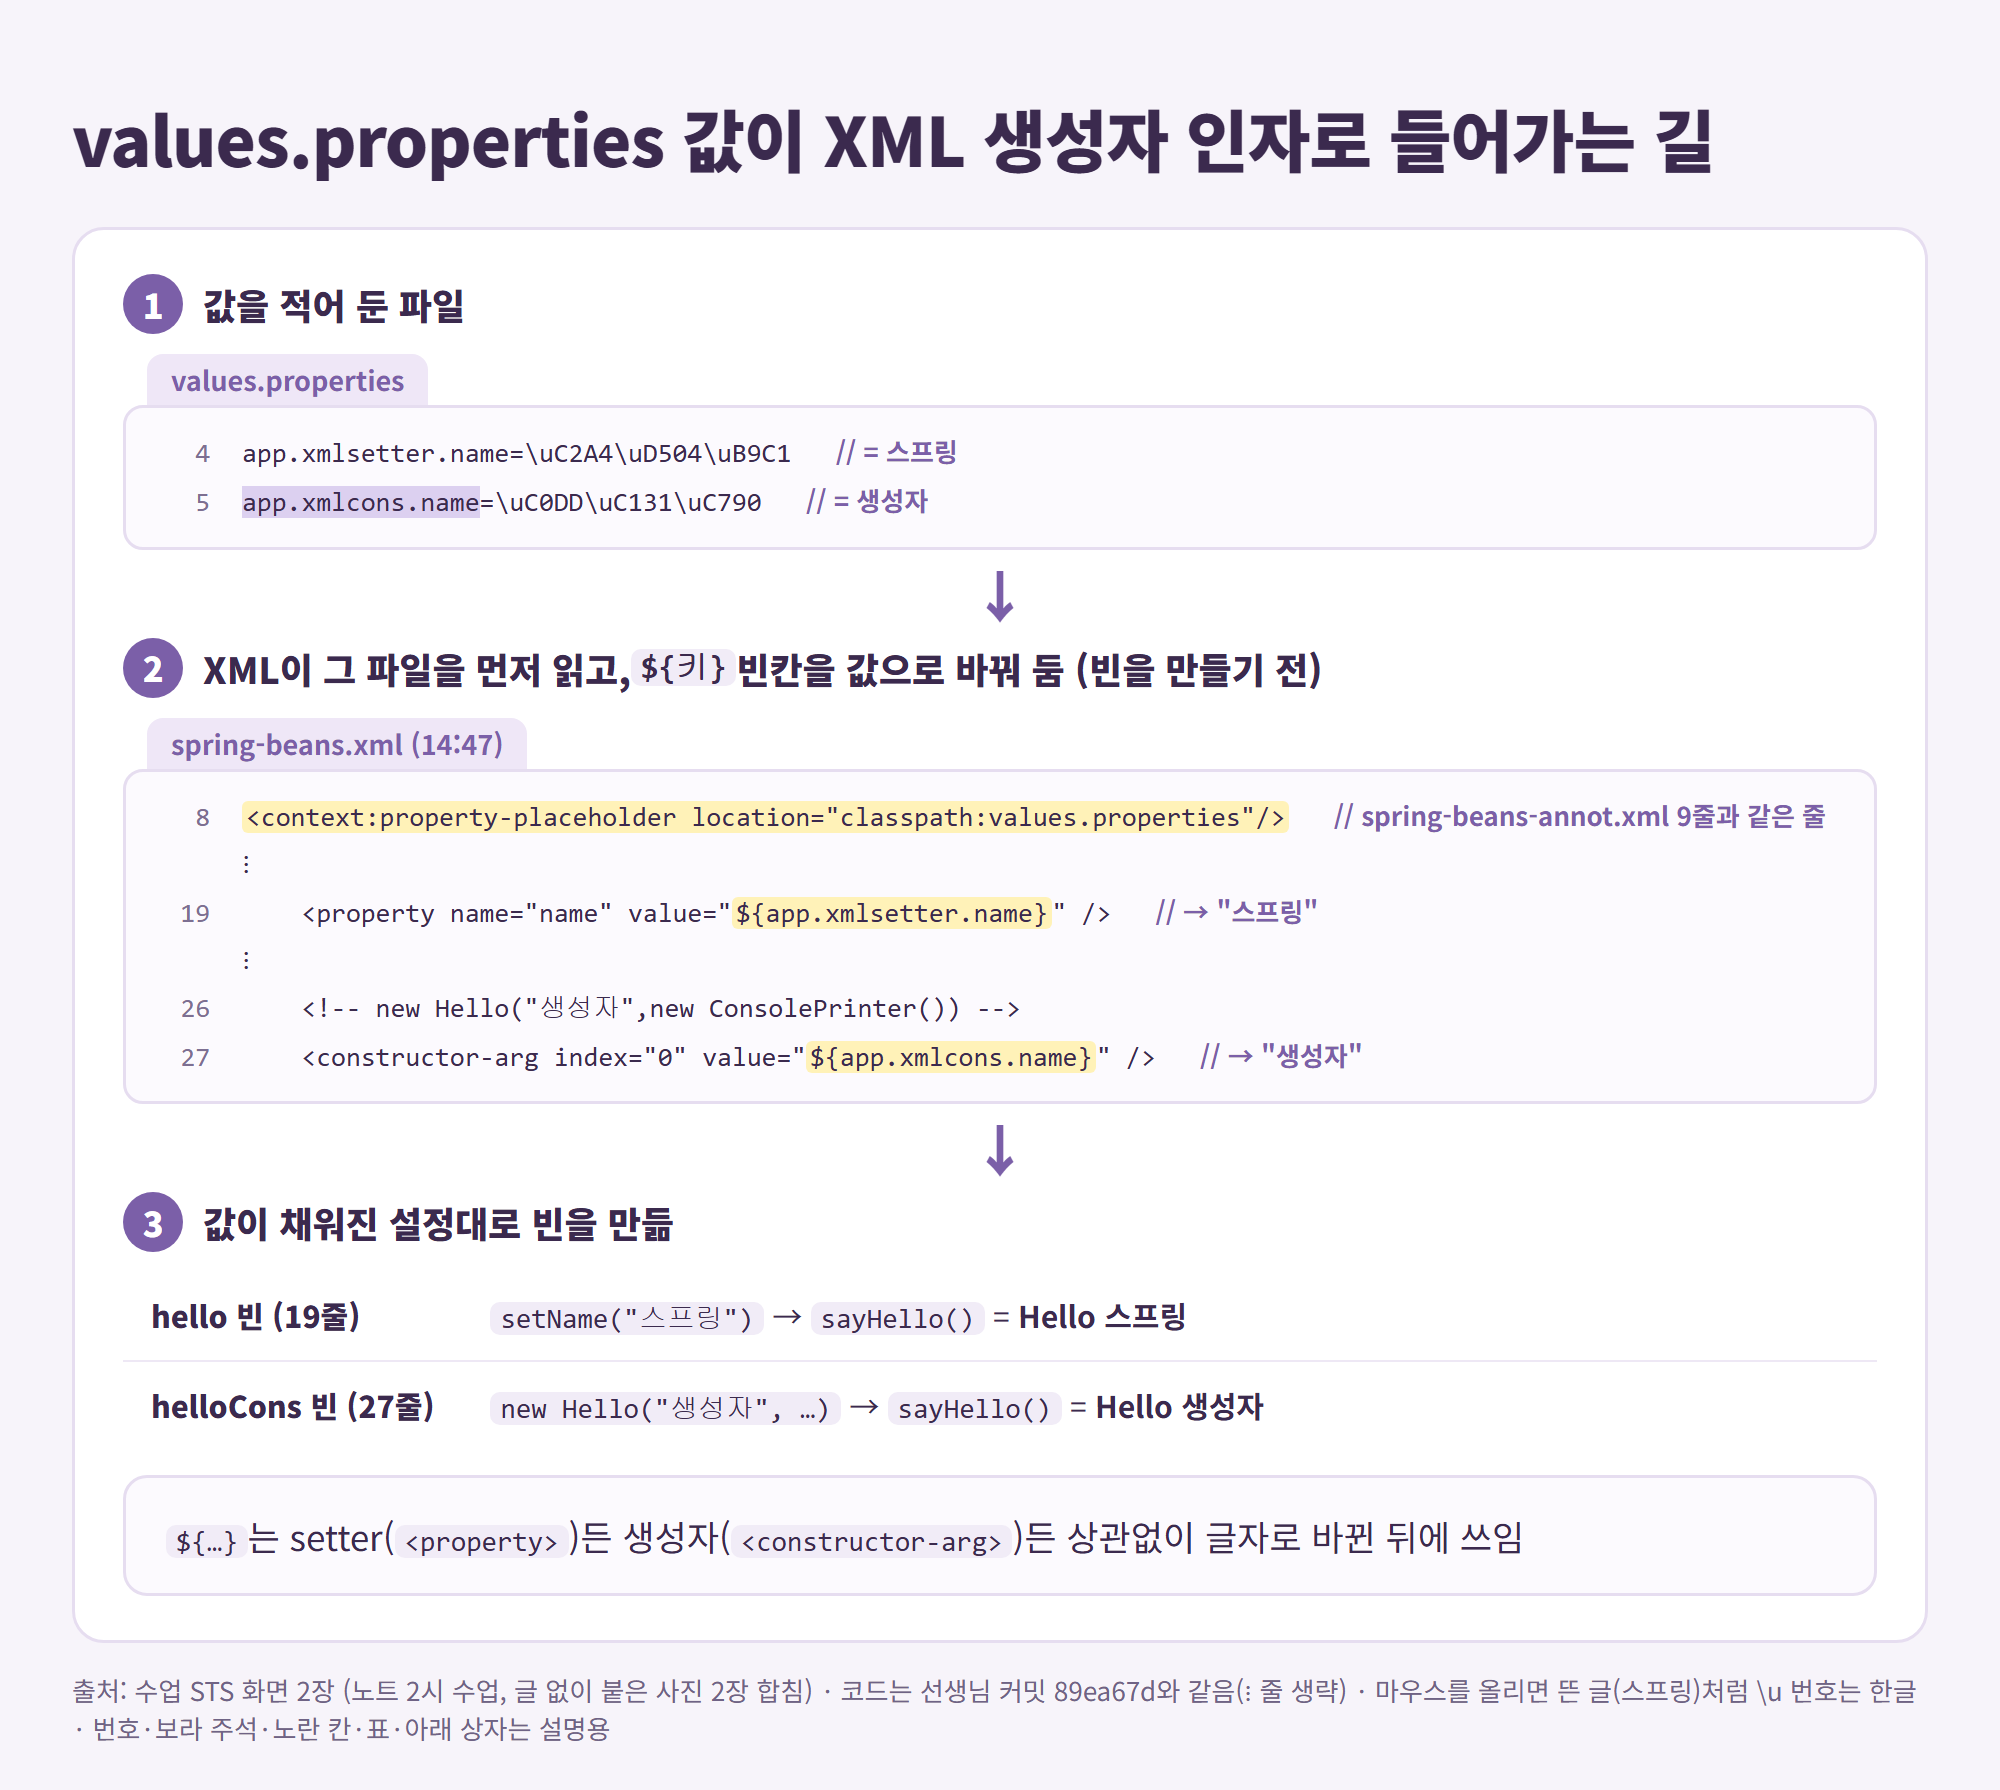 values.properties 값이 XML 생성자 인자로 들어가는 길
1 값을 적어 둔 파일
values.properties
4 app.xmlsetter.name=\uC2A4\uD504\uB9C1 // = 스프링
5 app.xmlcons.name=\uC0DD\uC131\uC790 // = 생성자
↓
2 XML이 그 파일을 먼저 읽고, ${키} 빈칸을 값으로 바꿔 둠 (빈을 만들기 전)
spring-beans.xml (14:47)
8 <context:property-placeholder location="classpath:values.properties"/> // spring-beans-annot.xml 9줄과 같은 줄
⋮
19 <property name="name" value="${app.xmlsetter.name}" /> // → "스프링"
⋮
26 <!-- new Hello("생성자",new ConsolePrinter()) -->
27 <constructor-arg index="0" value="${app.xmlcons.name}" /> // → "생성자"
↓
3 값이 채워진 설정대로 빈을 만듦
hello 빈 (19줄) setName("스프링") → sayHello() = Hello 스프링
helloCons 빈 (27줄) new Hello("생성자", …) → sayHello() = Hello 생성자
${…}는 setter(<property>)든 생성자(<constructor-arg>)든 상관없이 글자로 바뀐 뒤에 쓰임
출처: 수업 STS 화면 2장 (노트 2시 수업, 글 없이 붙은 사진 2장 합침) · 코드는 선생님 커밋 89ea67d와 같음(⋮ 줄 생략) · 마우스를 올리면 뜬 글(스프링)처럼 \u 번호는 한글
· 번호·보라 주석·노란 칸·표·아래 상자는 설명용